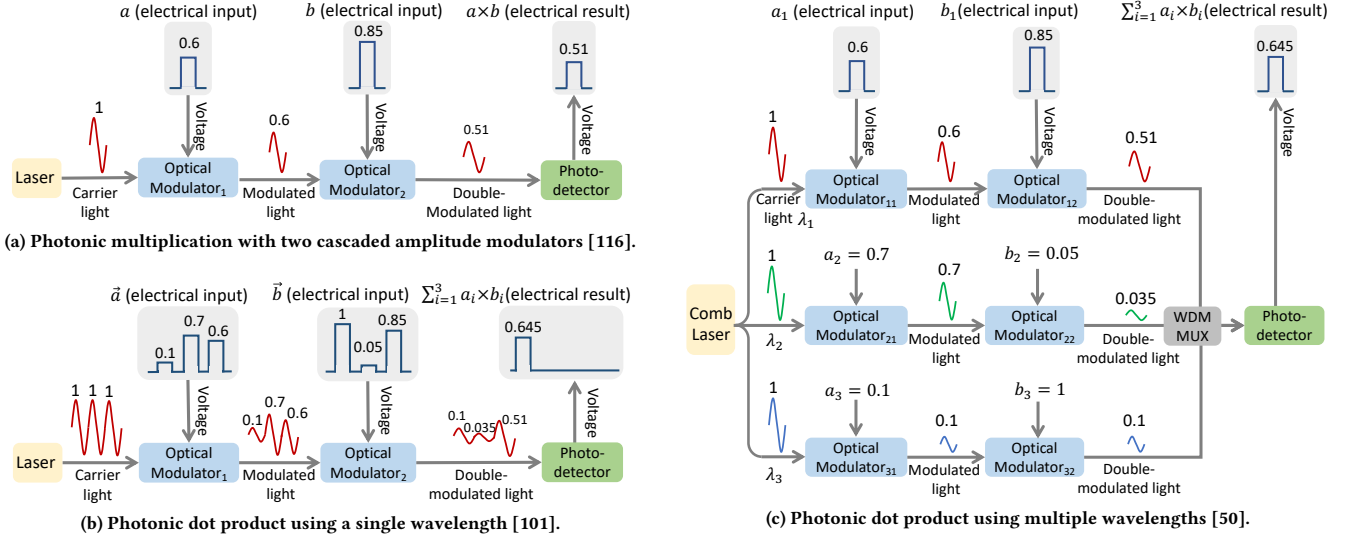 a (electrical input)
b (electrical input)
a×b (electrical result)
0.6
0.85
0.51
Voltage
Voltage
Voltage
1
0.6
0.51
Laser
Optical
Modulator1
Optical
Modulator2
Photo-
detector
Carrier
light
Modulated
light
Double-
Modulated light
(a) Photonic multiplication with two cascaded amplitude modulators [116].
a⃗ (electrical input)
b⃗ (electrical input)
∑³ᵢ₌₁ aᵢ×bᵢ(electrical result)
0.1
0.7
0.6
1
0.05
0.85
0.645
Voltage
Voltage
Voltage
1 1 1
0.1
0.7
0.6
0.1
0.035
0.51
Laser
Optical
Modulator1
Optical
Modulator2
Photo-
detector
Carrier
light
Modulated
light
Double-
modulated light
(b) Photonic dot product using a single wavelength [101].
a₁ (electrical input)
b₁(electrical input)
∑³ᵢ₌₁ aᵢ×bᵢ(electrical result)
0.6
0.85
0.645
Voltage
Voltage
Voltage
1
0.6
0.51
Optical
Modulator11
Optical
Modulator12
Carrier
light λ₁
Modulated
light
Double-
modulated light
a₂ = 0.7
b₂ = 0.05
1
0.7
0.035
Comb
Laser
Optical
Modulator21
Optical
Modulator22
WDM
MUX
Photo-
detector
λ₂
Modulated
light
Double-
modulated light
a₃ = 0.1
b₃ = 1
1
0.1
0.1
Optical
Modulator31
Optical
Modulator32
λ₃
Modulated
light
Double-
modulated light
(c) Photonic dot product using multiple wavelengths [50].